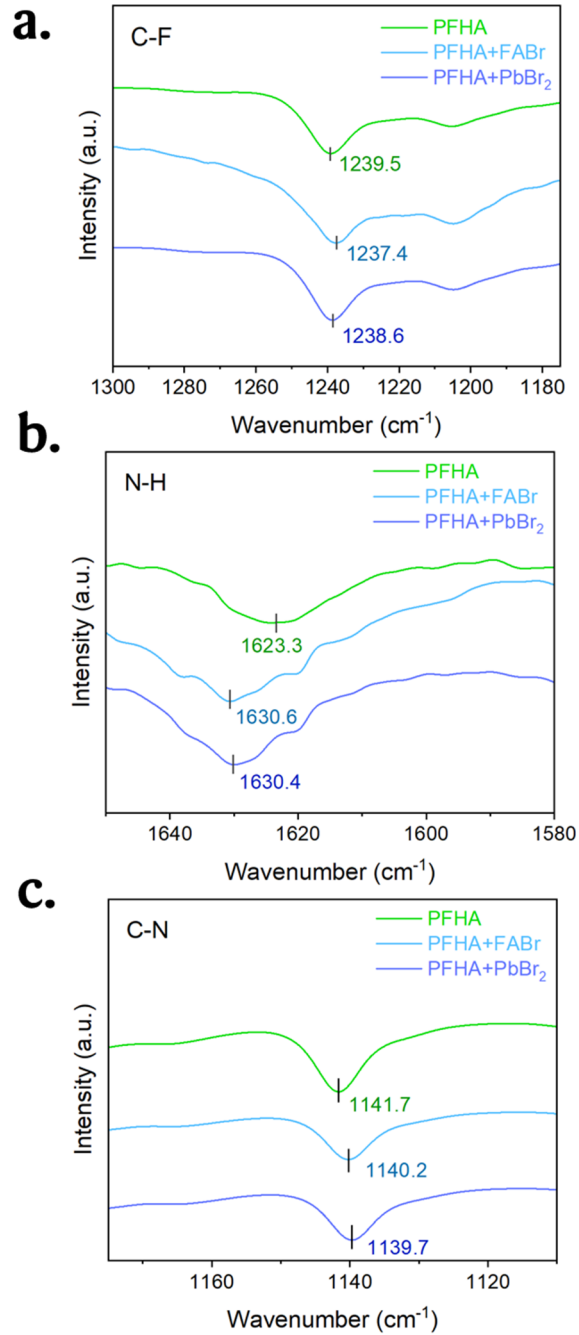 a.
C-F
PFHA
PFHA+FABr
PFHA+PbBr₂
1239.5
1237.4
1238.6
Intensity (a.u.)
1300 1280 1260 1240 1220 1200 1180
Wavenumber (cm⁻¹)
b.
N-H
PFHA
PFHA+FABr
PFHA+PbBr₂
1623.3
1630.6
1630.4
Intensity (a.u.)
1640 1620 1600 1580
Wavenumber (cm⁻¹)
c.
C-N
PFHA
PFHA+FABr
PFHA+PbBr₂
1141.7
1140.2
1139.7
Intensity (a.u.)
1160 1140 1120
Wavenumber (cm⁻¹)